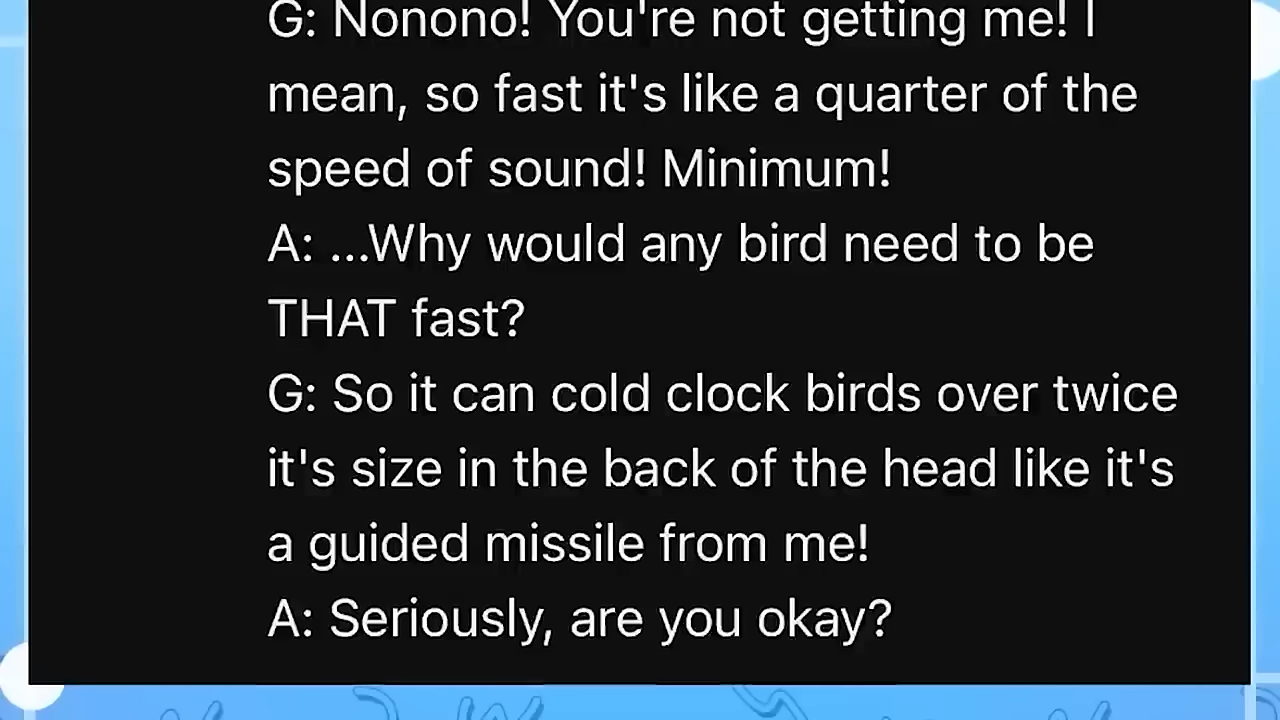 G: Nonono! You're not getting me! I
mean, so fast it's like a quarter of the
speed of sound! Minimum!
A: ...Why would any bird need to be
THAT fast?
G: So it can cold clock birds over twice
it's size in the back of the head like it's
a guided missile from me!
A: Seriously, are you okay?